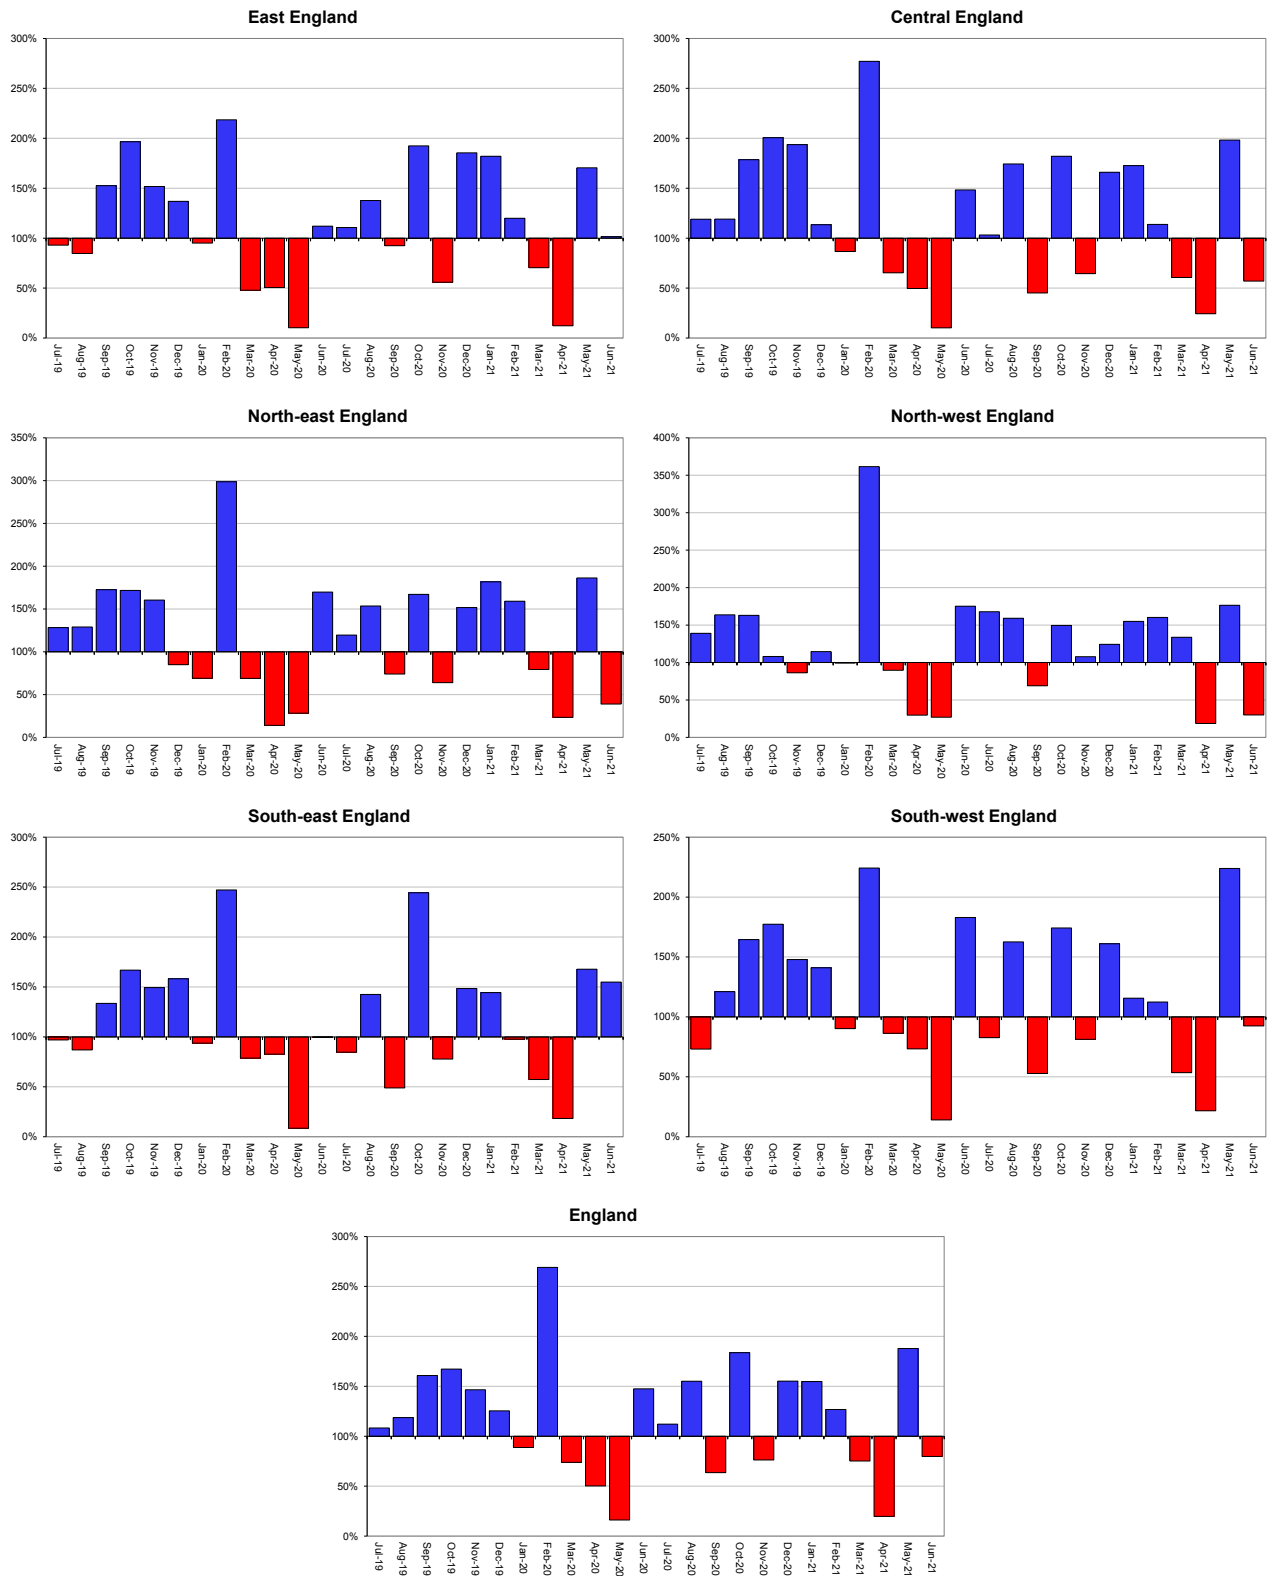 East England
300%
250%
200%
150%
100%
50%
0%
Jul-19
Aug-19
Sep-19
Oct-19
Nov-19
Dec-19
Jan-20
Feb-20
Mar-20
Apr-20
May-20
Jun-20
Jul-20
Aug-20
Sep-20
Oct-20
Nov-20
Dec-20
Jan-21
Feb-21
Mar-21
Apr-21
May-21
Jun-21
Central England
300%
250%
200%
150%
100%
50%
0%
Jul-19
Aug-19
Sep-19
Oct-19
Nov-19
Dec-19
Jan-20
Feb-20
Mar-20
Apr-20
May-20
Jun-20
Jul-20
Aug-20
Sep-20
Oct-20
Nov-20
Dec-20
Jan-21
Feb-21
Mar-21
Apr-21
May-21
Jun-21
North-east England
350%
300%
250%
200%
150%
100%
50%
0%
Jul-19
Aug-19
Sep-19
Oct-19
Nov-19
Dec-19
Jan-20
Feb-20
Mar-20
Apr-20
May-20
Jun-20
Jul-20
Aug-20
Sep-20
Oct-20
Nov-20
Dec-20
Jan-21
Feb-21
Mar-21
Apr-21
May-21
Jun-21
North-west England
400%
350%
300%
250%
200%
150%
100%
50%
0%
Jul-19
Aug-19
Sep-19
Oct-19
Nov-19
Dec-19
Jan-20
Feb-20
Mar-20
Apr-20
May-20
Jun-20
Jul-20
Aug-20
Sep-20
Oct-20
Nov-20
Dec-20
Jan-21
Feb-21
Mar-21
Apr-21
May-21
Jun-21
South-east England
300%
250%
200%
150%
100%
50%
0%
Jul-19
Aug-19
Sep-19
Oct-19
Nov-19
Dec-19
Jan-20
Feb-20
Mar-20
Apr-20
May-20
Jun-20
Jul-20
Aug-20
Sep-20
Oct-20
Nov-20
Dec-20
Jan-21
Feb-21
Mar-21
Apr-21
May-21
Jun-21
South-west England
250%
200%
150%
100%
50%
0%
Jul-19
Aug-19
Sep-19
Oct-19
Nov-19
Dec-19
Jan-20
Feb-20
Mar-20
Apr-20
May-20
Jun-20
Jul-20
Aug-20
Sep-20
Oct-20
Nov-20
Dec-20
Jan-21
Feb-21
Mar-21
Apr-21
May-21
Jun-21
England
300%
250%
200%
150%
100%
50%
0%
Jul-19
Aug-19
Sep-19
Oct-19
Nov-19
Dec-19
Jan-20
Feb-20
Mar-20
Apr-20
May-20
Jun-20
Jul-20
Aug-20
Sep-20
Oct-20
Nov-20
Dec-20
Jan-21
Feb-21
Mar-21
Apr-21
May-21
Jun-21